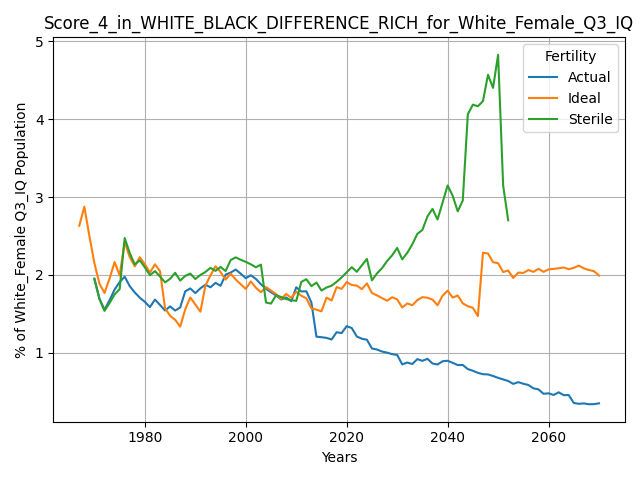 Score_4_in_WHITE_BLACK_DIFFERENCE_RICH_for_White_Female_Q3_IQ
% of White_Female Q3_IQ Population
5
4
3
2
1
Fertility
Actual
Ideal
Sterile
1980
2000
2020
2040
2060
Years